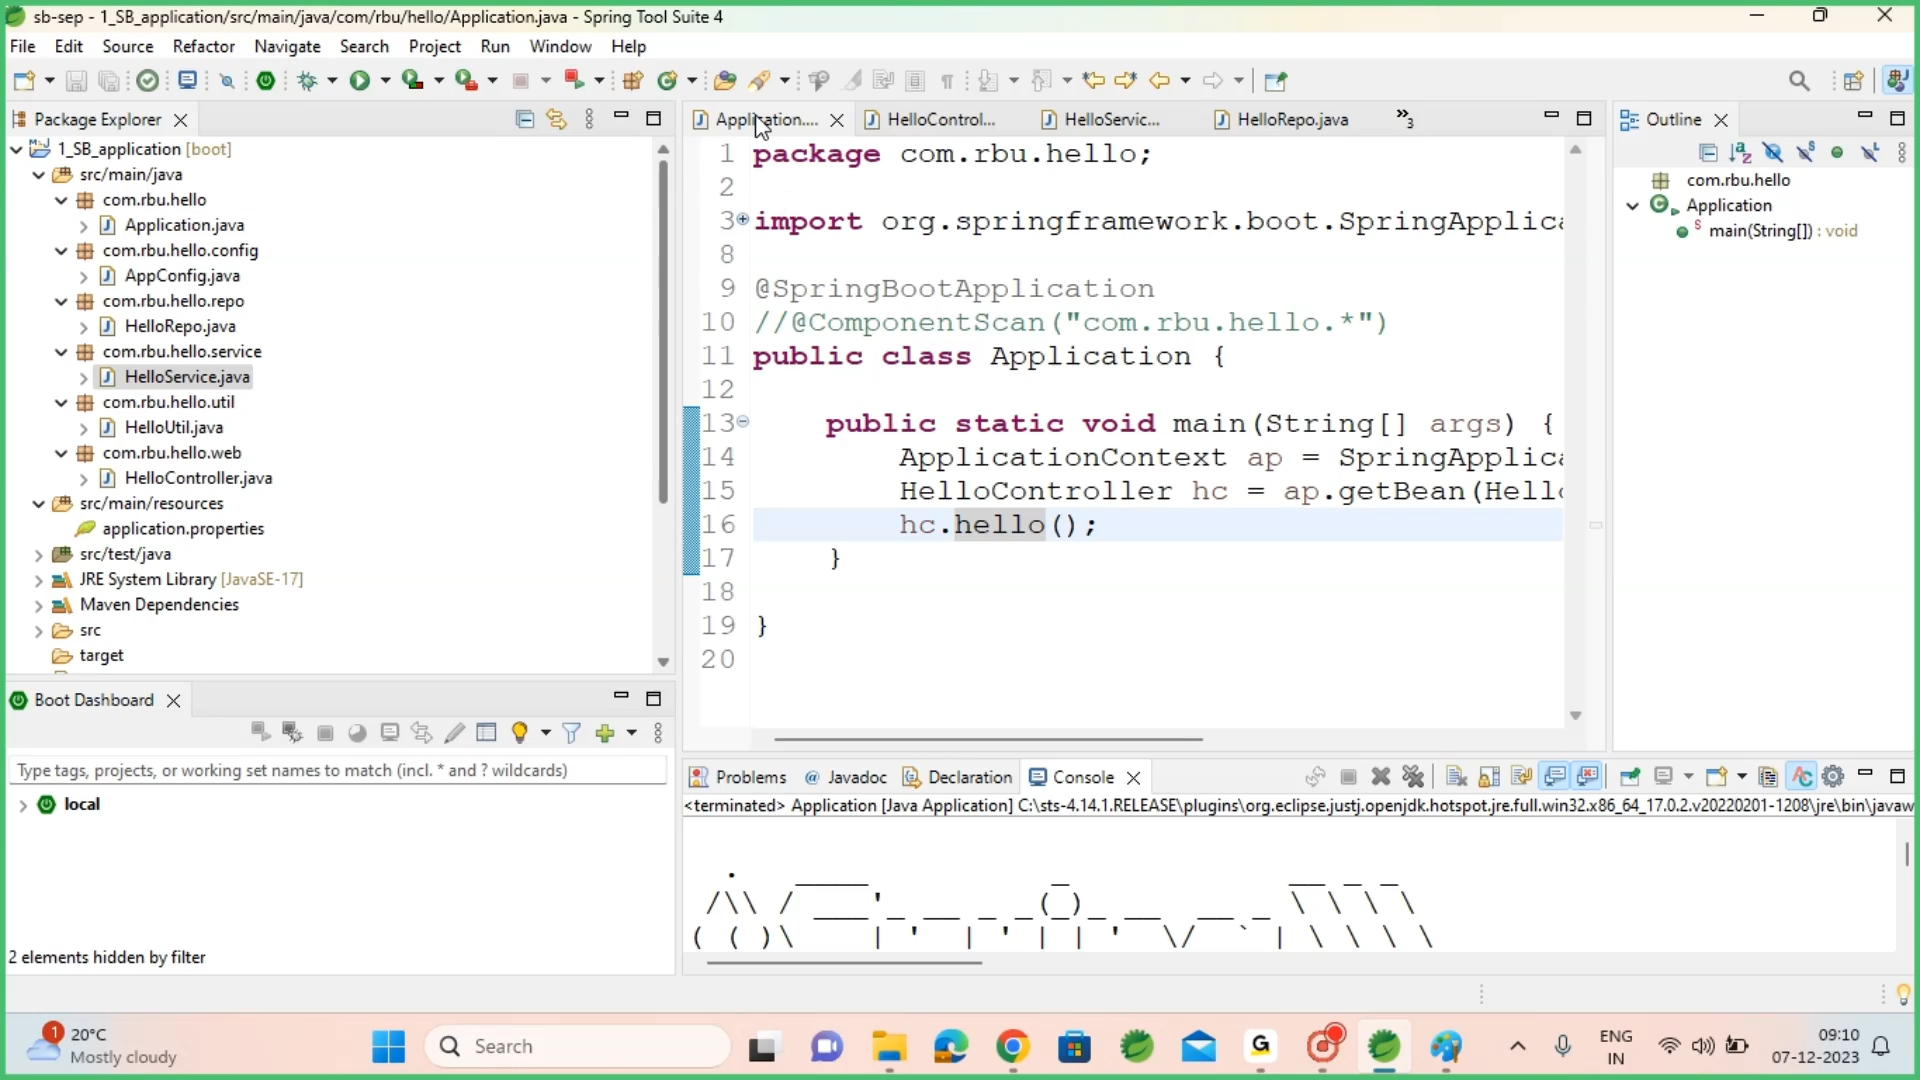 sb-sep - 1_SB_application/src/main/java/com/rbu/hello/Application.java - Spring Tool Suite 4
File Edit Source Refactor Navigate Search Project Run Window Help
Package Explorer
1_SB_application [boot]
src/main/java
com.rbu.hello
Application.java
com.rbu.hello.config
AppConfig.java
com.rbu.hello.repo
HelloRepo.java
com.rbu.hello.service
HelloService.java
com.rbu.hello.util
HelloUtil.java
com.rbu.hello.web
HelloController.java
src/main/resources
application.properties
src/test/java
JRE System Library [JavaSE-17]
Maven Dependencies
src
target
Boot Dashboard
Type tags, projects, or working set names to match (incl. * and ? wildcards)
local
2 elements hidden by filter
Application.... HelloControl... HelloServic... HelloRepo.java »3
1 package com.rbu.hello;
2
3 import org.springframework.boot.SpringApplica
8
9 @SpringBootApplication
10 //@ComponentScan("com.rbu.hello.*")
11 public class Application {
12
13 public static void main(String[] args) {
14 ApplicationContext ap = SpringApplica
15 HelloController hc = ap.getBean(Hello
16 hc.hello();
17 }
18
19 }
20
Outline
com.rbu.hello
Application
main(String[]) : void
Problems @ Javadoc Declaration Console
<terminated> Application [Java Application] C:\sts-4.14.1.RELEASE\plugins\org.eclipse.justj.openjdk.hotspot.jre.full.win32.x86_64_17.0.2.v20220201-1208\jre\bin\javaw
1 20°C
Mostly cloudy
Search
ENG
IN
09:10
07-12-2023